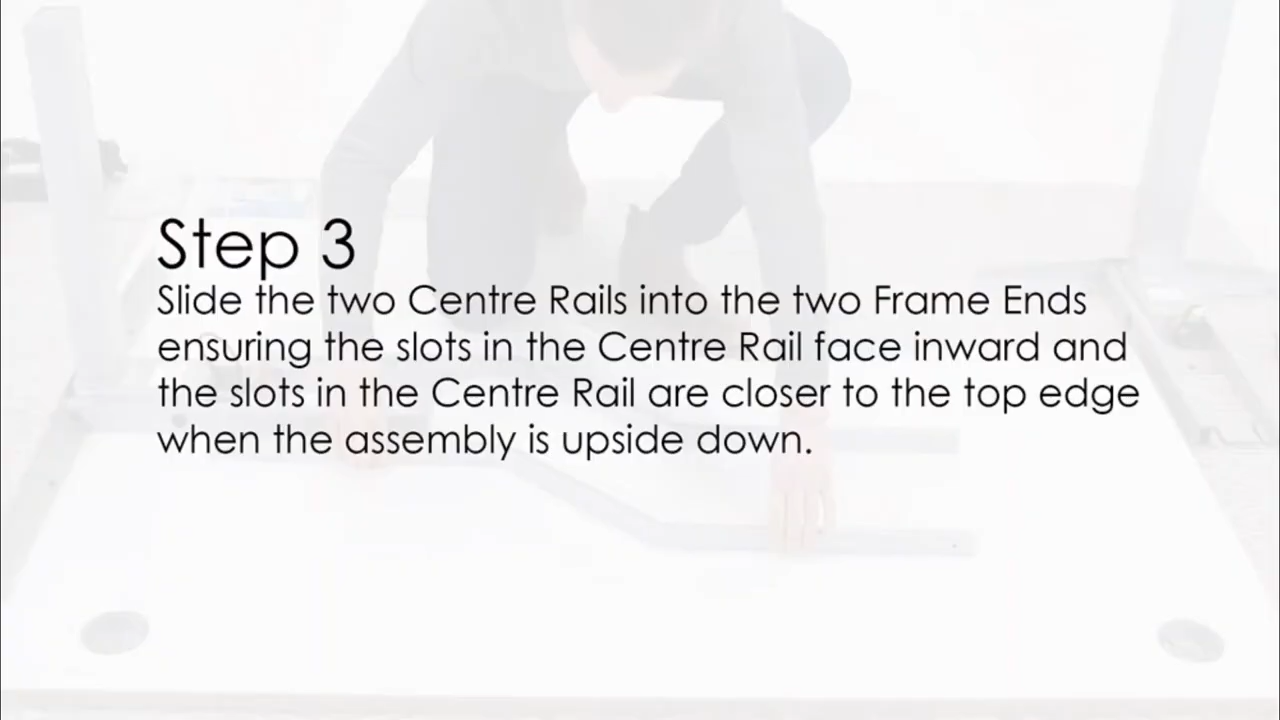 Step 3
Slide the two Centre Rails into the two Frame Ends
ensuring the slots in the Centre Rail face inward and
the slots in the Centre Rail are closer to the top edge
when the assembly is upside down.